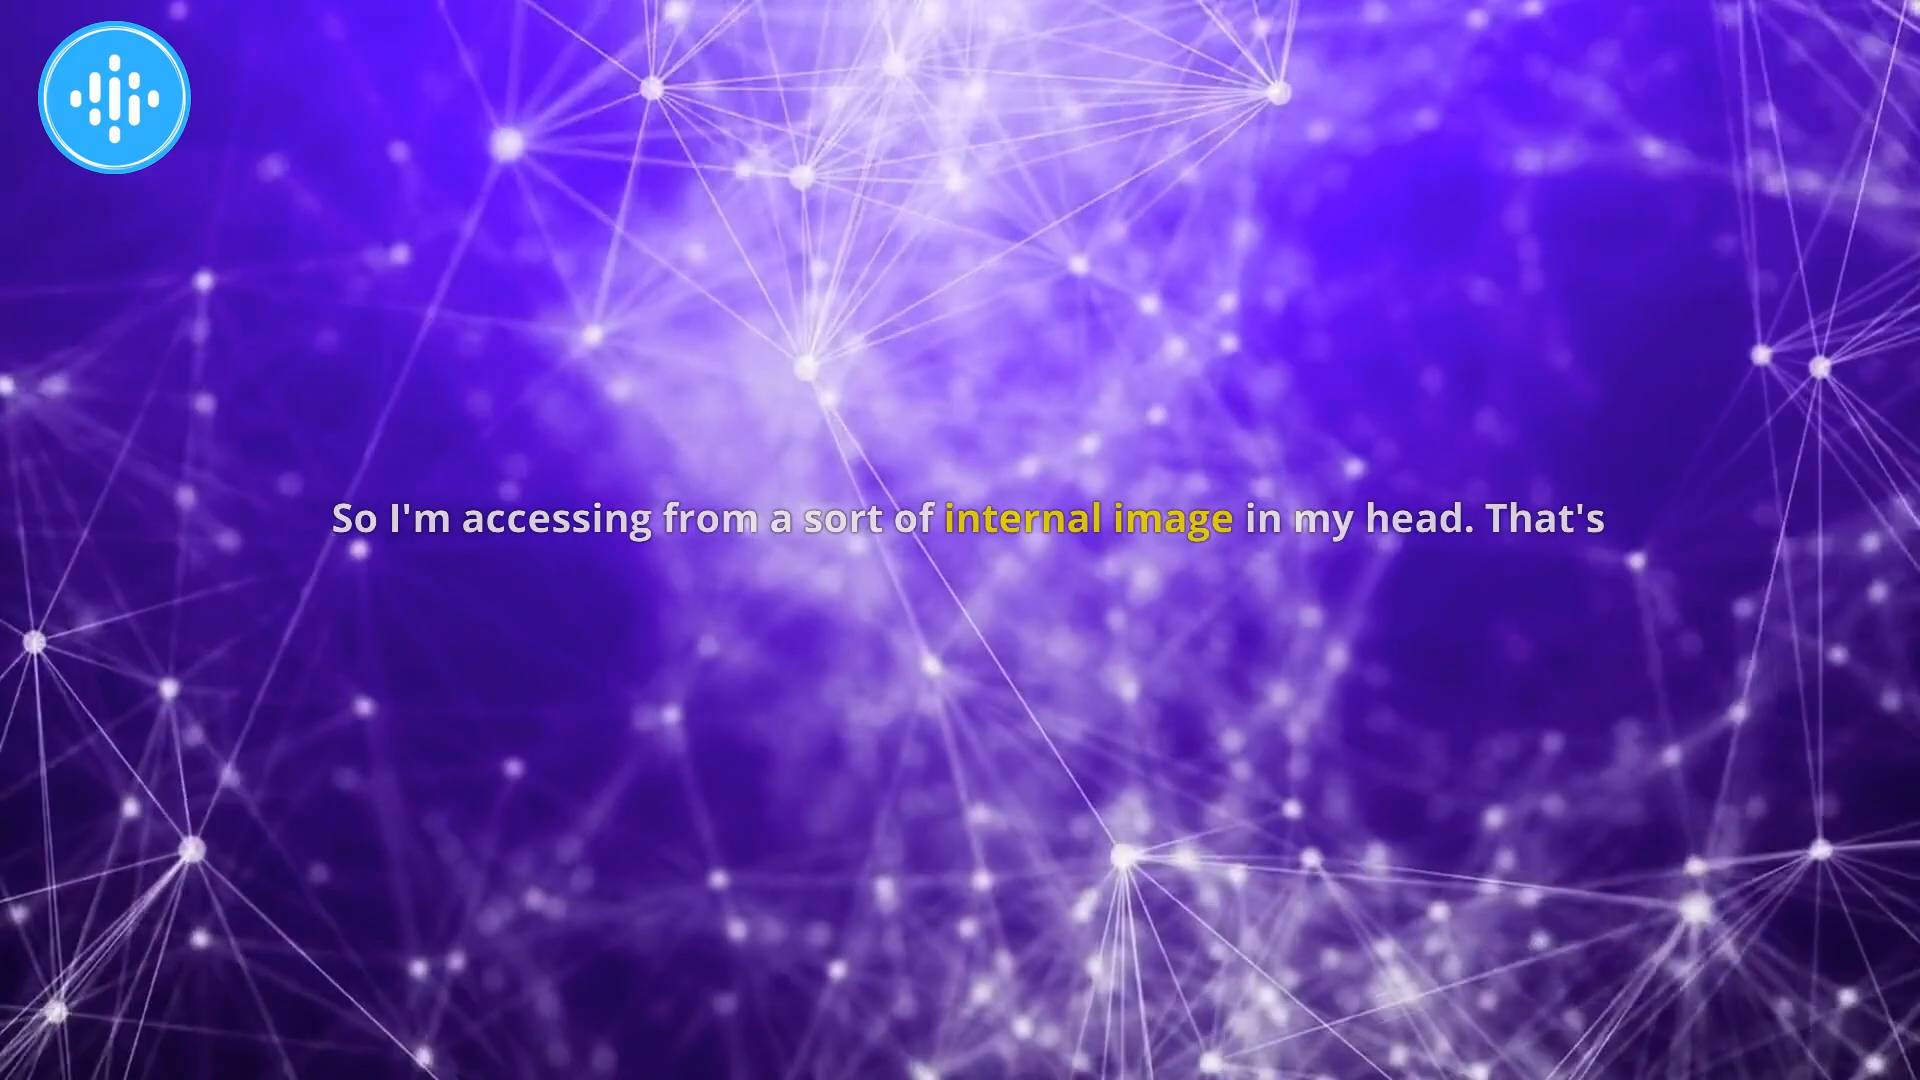 So I'm accessing from a sort of internal image in my head. That's